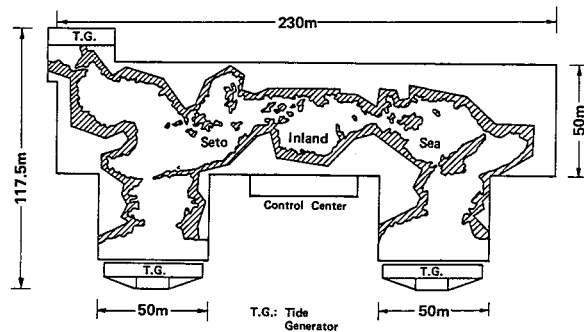 230m
T.G.
50m
117.5m
Seto Inland Sea
Control Center
T.G.
T.G.
50m
50m
T.G.: Tide
Generator